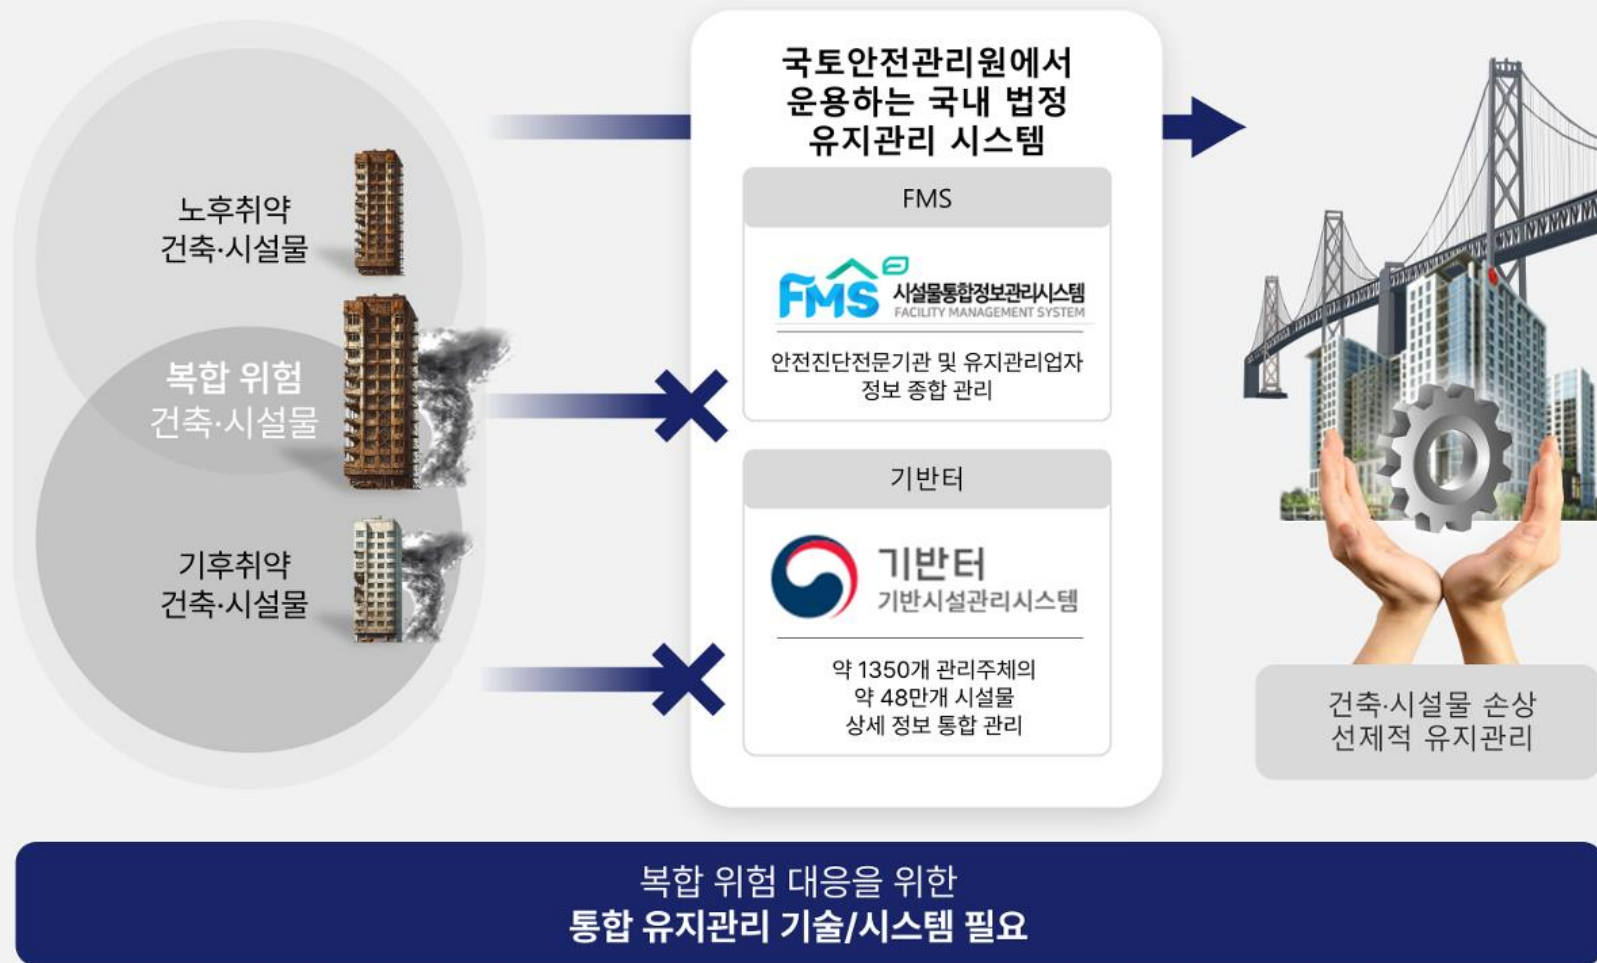 노후취약
건축·시설물
복합 위험
건축·시설물
기후취약
건축·시설물
국토안전관리원에서
운용하는 국내 법정
유지관리 시스템
FMS
FMS 시설물통합정보관리시스템
FACILITY MANAGEMENT SYSTEM
안전진단전문기관 및 유지관리업자
정보 종합 관리
기반터
기반터
기반시설관리시스템
약 1350개 관리주체의
약 48만개 시설물
상세 정보 통합 관리
건축·시설물 손상
선제적 유지관리
복합 위험 대응을 위한
통합 유지관리 기술/시스템 필요